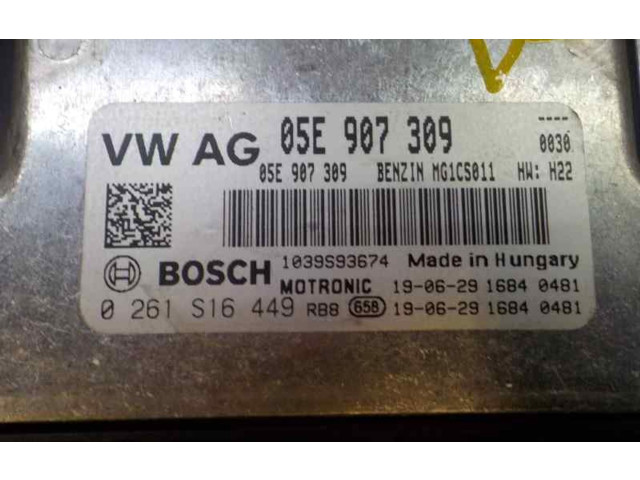 VW AG 05E 907 309 ----
0030
05E 907 309 BENZIN MG1CS011 HW: H22
BOSCH 1039S93674 Made in Hungary
MOTRONIC 19-06-29 1684 0481
0 261 S16 449 RB8 658 19-06-29 1684 0481